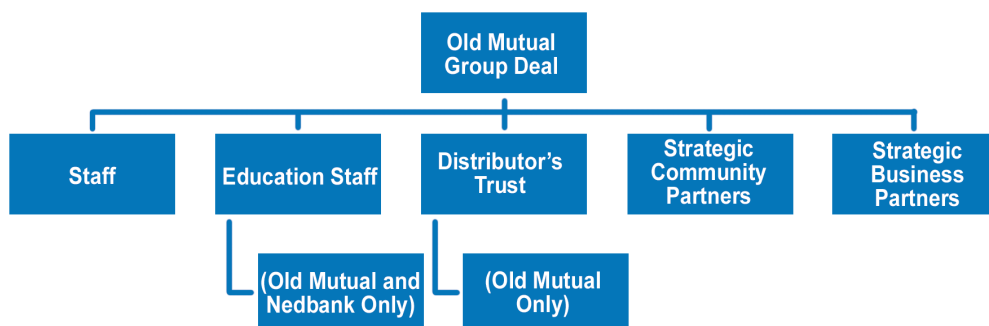 Old Mutual
Group Deal
Staff
Education Staff
Distributor's
Trust
Strategic
Community
Partners
Strategic
Business
Partners
(Old Mutual and
Nedbank Only)
(Old Mutual
Only)